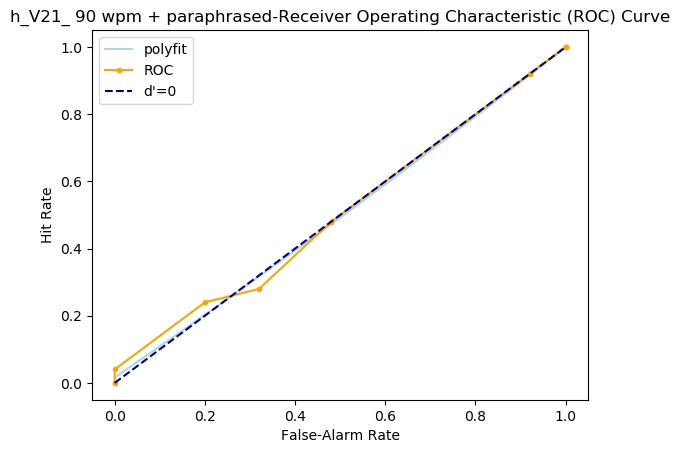 h_V21_ 90 wpm + paraphrased-Receiver Operating Characteristic (ROC) Curve
polyfit
ROC
d'=0
1.0
0.8
0.6
0.4
0.2
0.0
Hit Rate
0.0 0.2 0.4 0.6 0.8 1.0
False-Alarm Rate